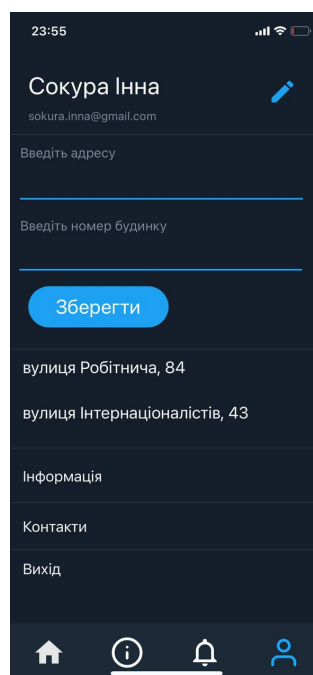 23:55
Сокура Інна
sokura.inna@gmail.com
Введіть адресу
Введіть номер будинку
Зберегти
вулиця Робітнича, 84
вулиця Інтернаціоналістів, 43
Інформація
Контакти
Вихід